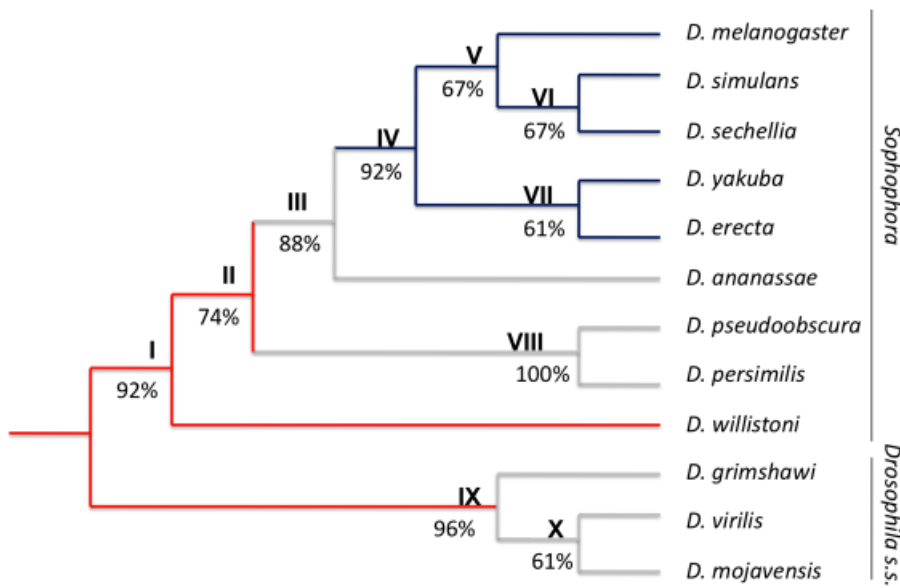 D. melanogaster
V
67%
D. simulans
VI
67%
D. sechellia
IV
92%
D. yakuba
VII
61%
D. erecta
III
88%
D. ananassae
II
74%
D. pseudoobscura
VIII
100%
D. persimilis
I
92%
D. willistoni
Sophophora
D. grimshawi
IX
96%
D. virilis
X
61%
D. mojavensis
Drosophila s.s.